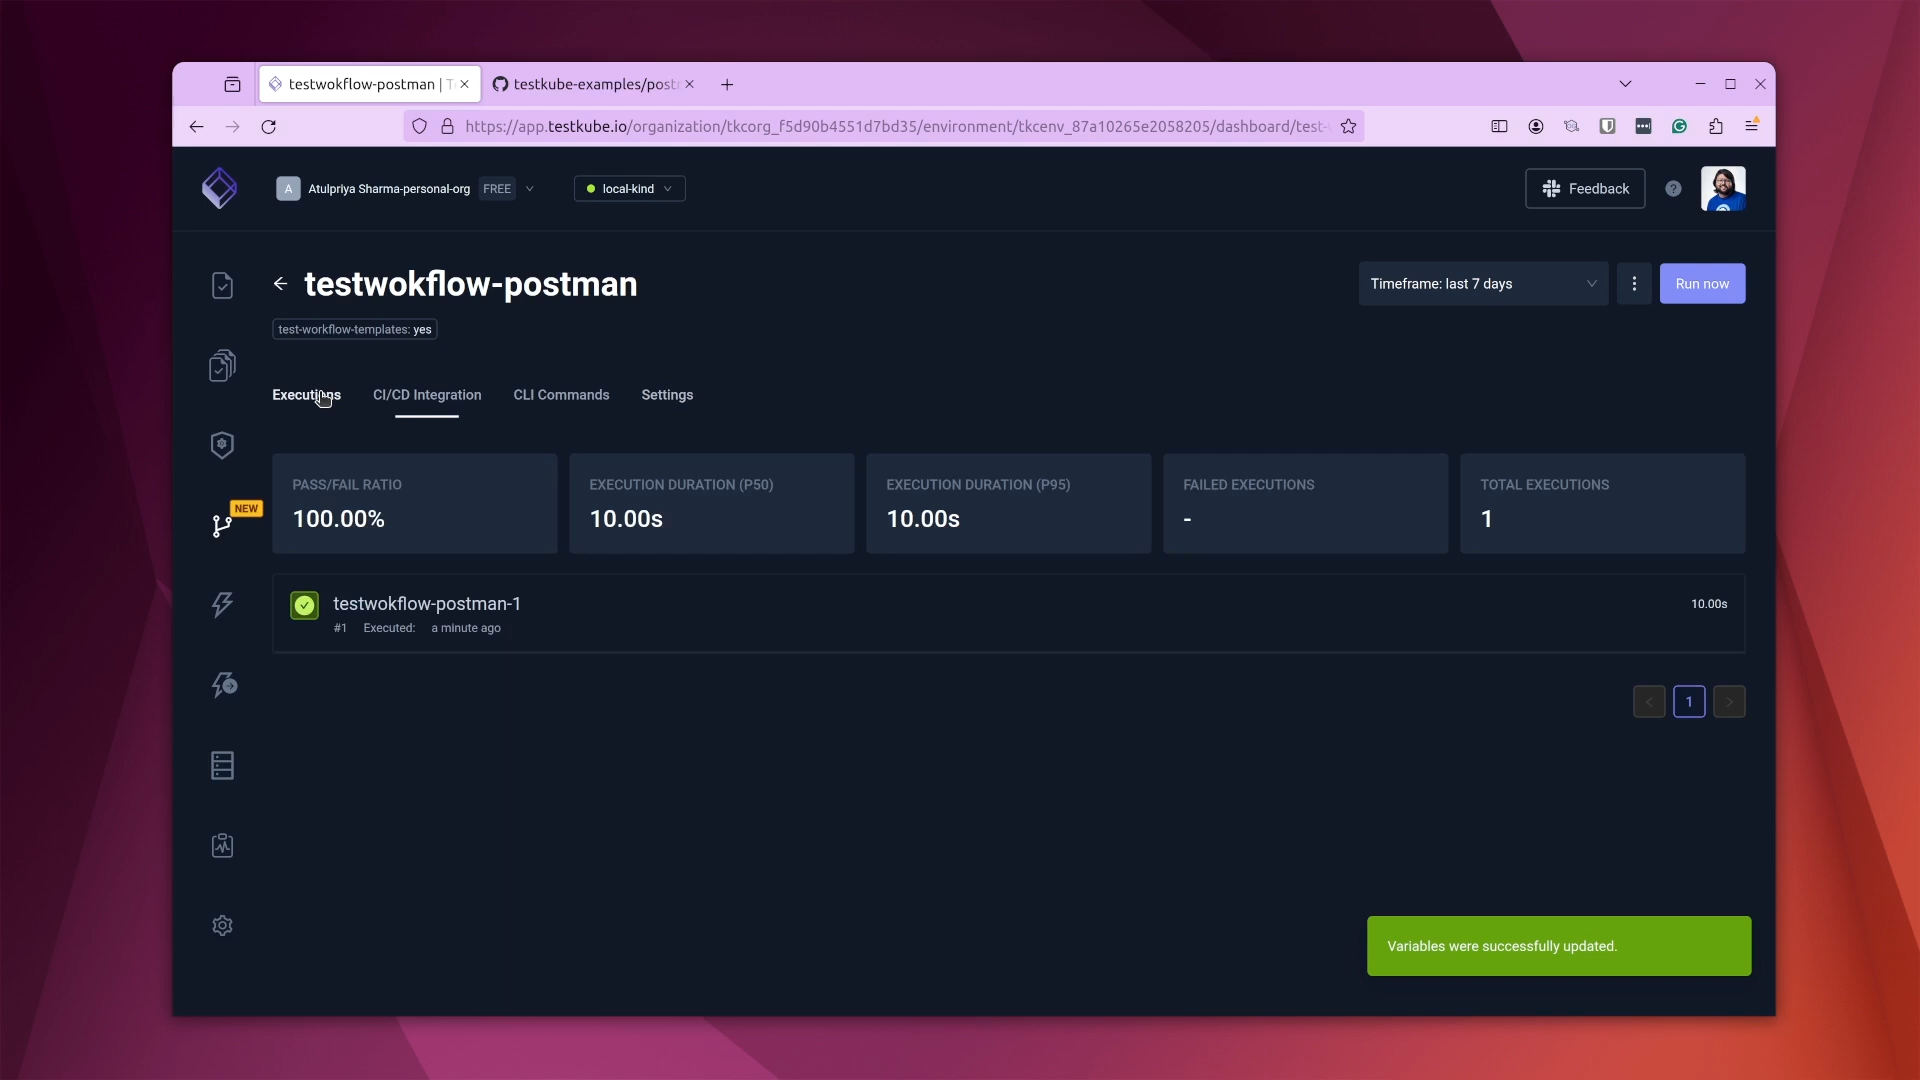 testwokflow-postman | T
testkube-examples/postr
https://app.testkube.io/organization/tkcorg_f5d90b4551d7bd35/environment/tkcenv_87a10265e2058205/dashboard/test-
A
Atulpriya Sharma-personal-org
FREE
local-kind
Feedback
?
testwokflow-postman
Timeframe: last 7 days
Run now
test-workflow-templates: yes
Executions
CI/CD Integration
CLI Commands
Settings
NEW
PASS/FAIL RATIO
100.00%
EXECUTION DURATION (P50)
10.00s
EXECUTION DURATION (P95)
10.00s
FAILED EXECUTIONS
-
TOTAL EXECUTIONS
1
testwokflow-postman-1
#1 Executed: a minute ago
10.00s
< 1 >
Variables were successfully updated.